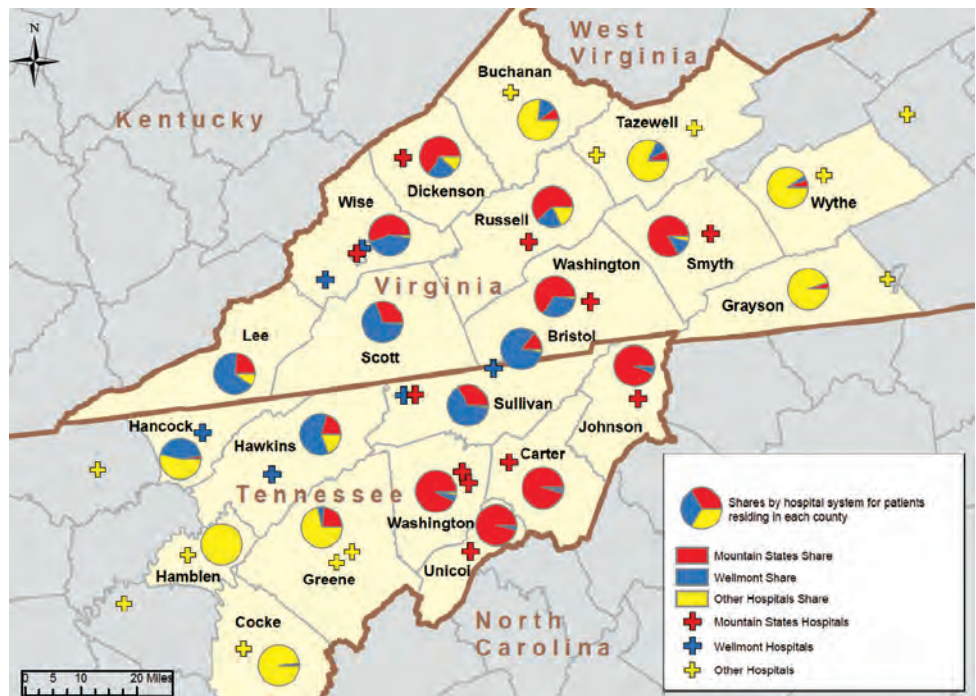 N
West
Virginia
Buchanan
Kentucky
Tazewell
Dickenson
Wythe
Wise
Russell
Washington
Smyth
Virginia
Grayson
Lee
Scott
Bristol
Sullivan
Johnson
Hancock
Hawkins
Carter
Tennessee
Washington
Hamblen
Greene
Unicol
Cocke
North
Carolina
Shares by hospital system for patients
residing in each county
Mountain States Share
Wellmont Share
Other Hospitals Share
Mountain States Hospitals
Wellmont Hospitals
Other Hospitals
0 5 10 20 Miles